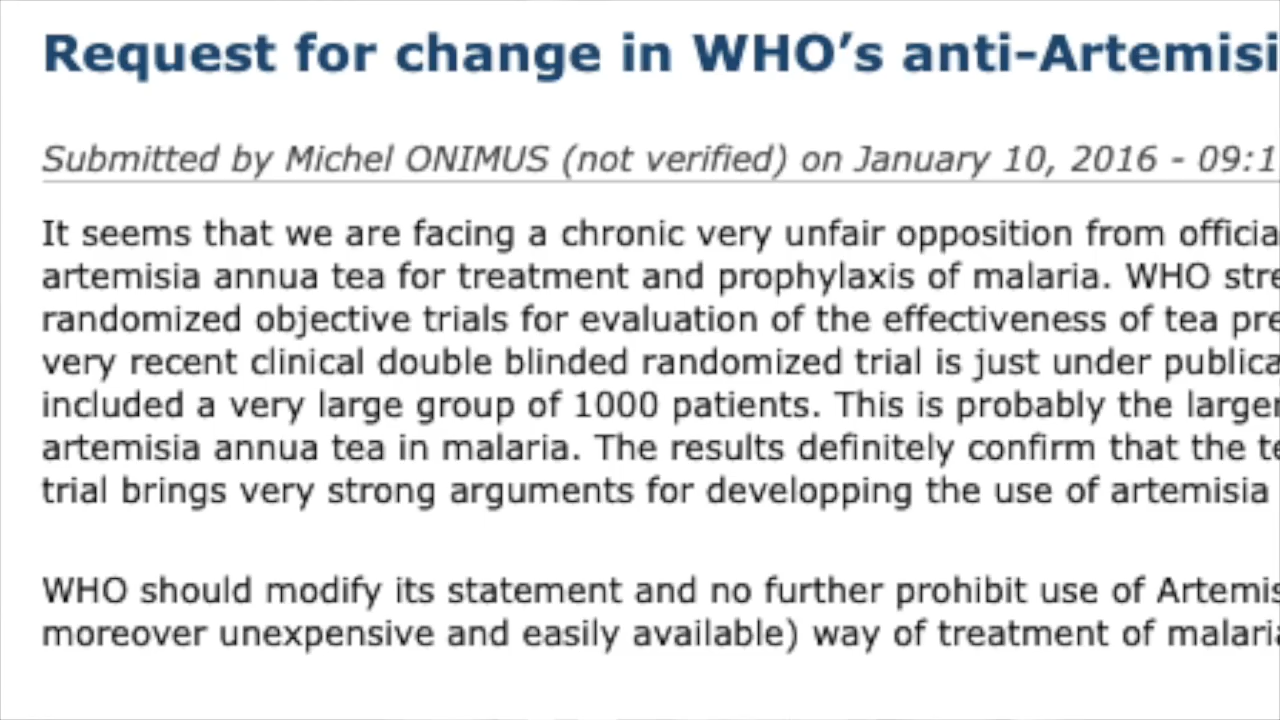 Request for change in WHO’s anti-Artemisi
Submitted by Michel ONIMUS (not verified) on January 10, 2016 - 09:1
It seems that we are facing a chronic very unfair opposition from officia
artemisia annua tea for treatment and prophylaxis of malaria. WHO stre
randomized objective trials for evaluation of the effectiveness of tea pre
very recent clinical double blinded randomized trial is just under publica
included a very large group of 1000 patients. This is probably the larger
artemisia annua tea in malaria. The results definitely confirm that the te
trial brings very strong arguments for developping the use of artemisia
WHO should modify its statement and no further prohibit use of Artemis
moreover unexpensive and easily available) way of treatment of malaria